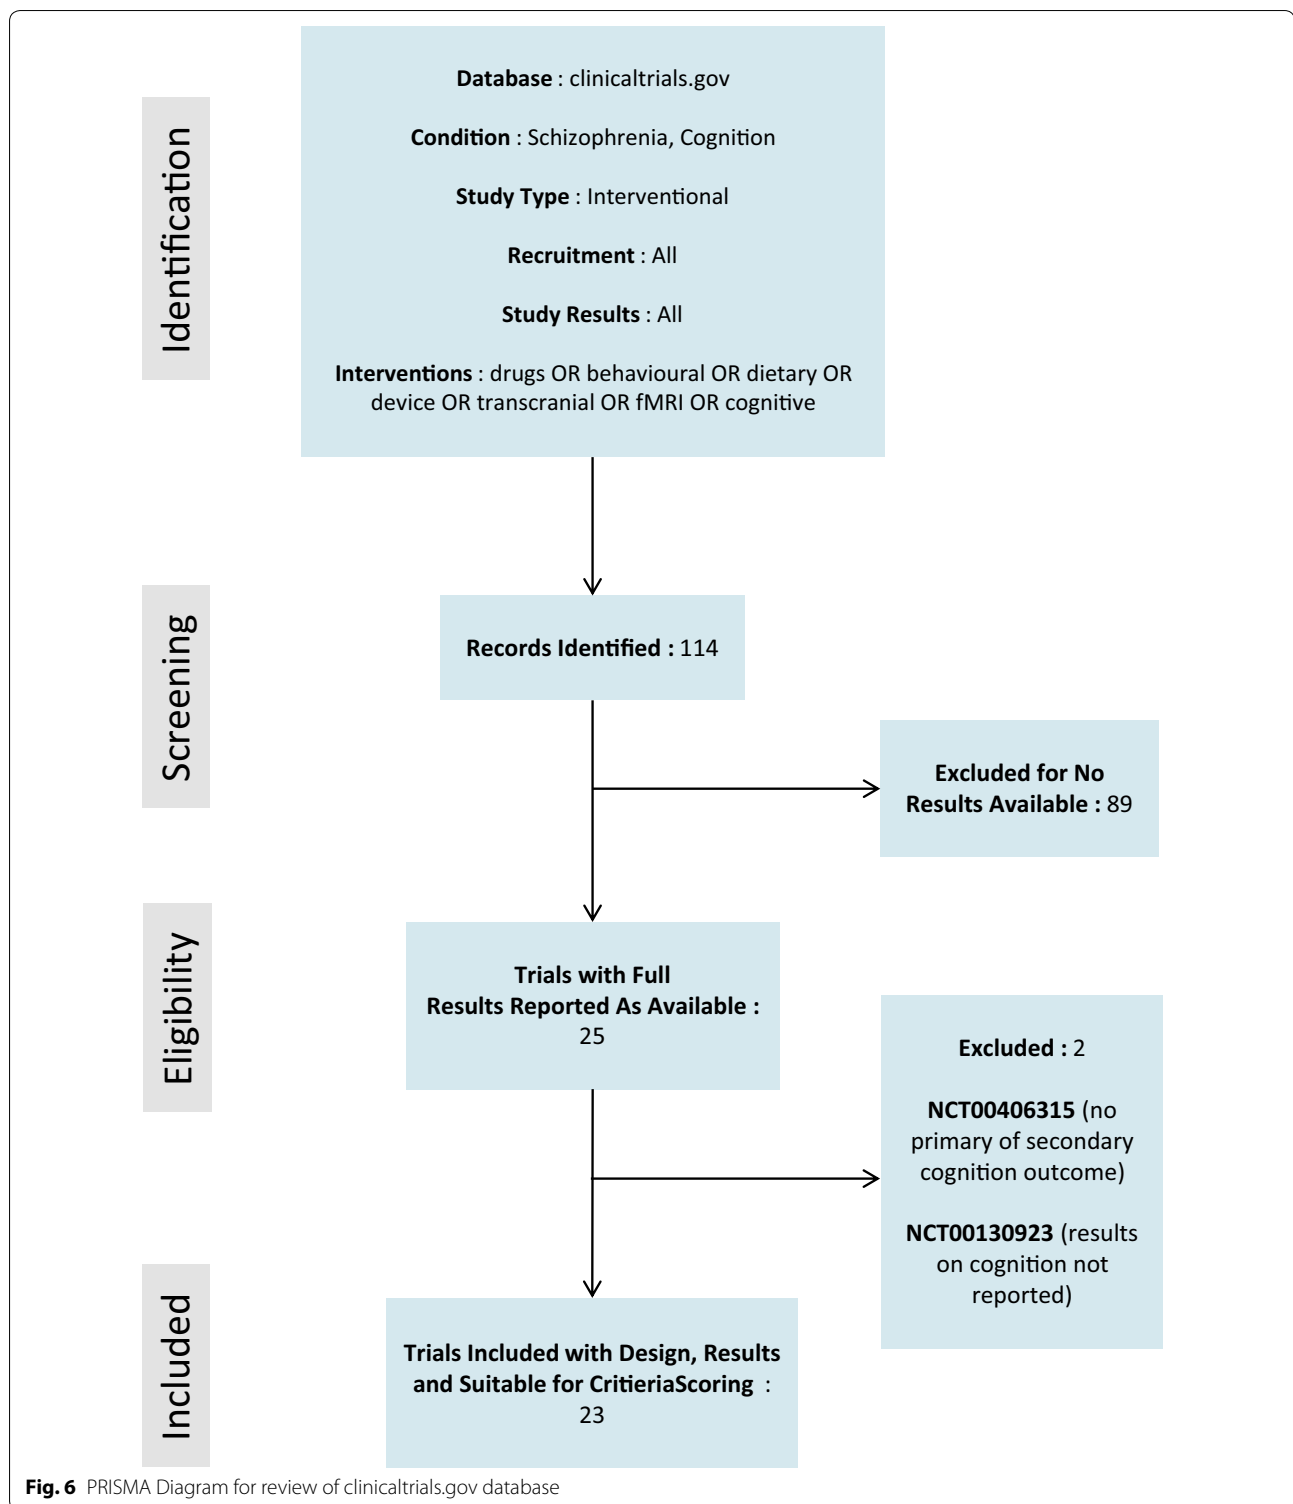 Identification
Database : clinicaltrials.gov
Condition : Schizophrenia, Cognition
Study Type : Interventional
Recruitment : All
Study Results : All
Interventions : drugs OR behavioural OR dietary OR
device OR transcranial OR fMRI OR cognitive
Screening
Records Identified : 114
Excluded for No
Results Available : 89
Eligibility
Trials with Full
Results Reported As Available :
25
Excluded : 2
NCT00406315 (no
primary of secondary
cognition outcome)
NCT00130923 (results
on cognition not
reported)
Included
Trials Included with Design, Results
and Suitable for CritieriaScoring :
23
Fig. 6 PRISMA Diagram for review of clinicaltrials.gov database